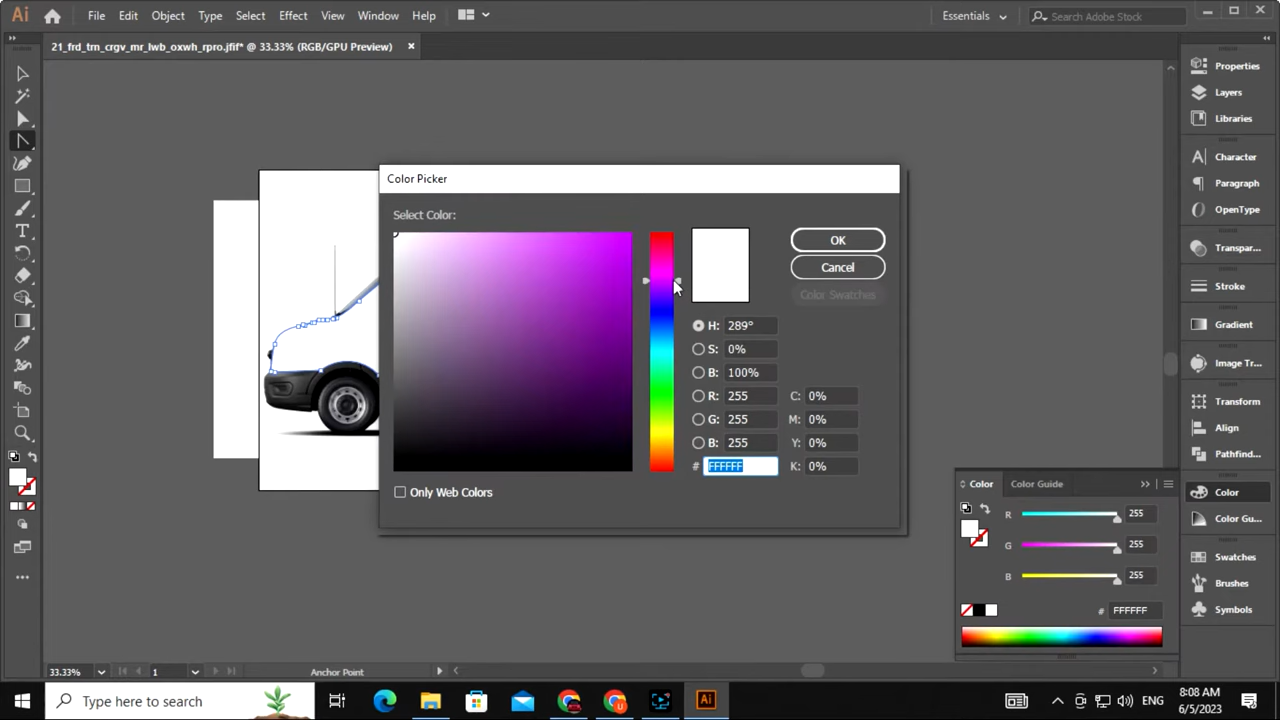 Ai File Edit Object Type Select Effect View Window Help Essentials Search Adobe Stock
21_frd_trn_crgv_mr_lwb_oxwh_rpro.jfif* @ 33.33% (RGB/GPU Preview) ×
Properties
Layers
Libraries
Character
Paragraph
OpenType
Transpar...
Stroke
Gradient
Image Tr...
Transform
Align
Pathfin...
Color
Color Gu...
Swatches
Brushes
Symbols
Color Picker
Select Color:
OK
Cancel
Color Swatches
H: 289°
S: 0%
B: 100%
R: 255 C: 0%
G: 255 M: 0%
B: 255 Y: 0%
# FFFFFF K: 0%
Only Web Colors
Color Color Guide
R 255
G 255
B 255
# FFFFFF
33.33% 1 Anchor Point
Type here to search
Ai
ENG
8:08 AM
6/5/2023